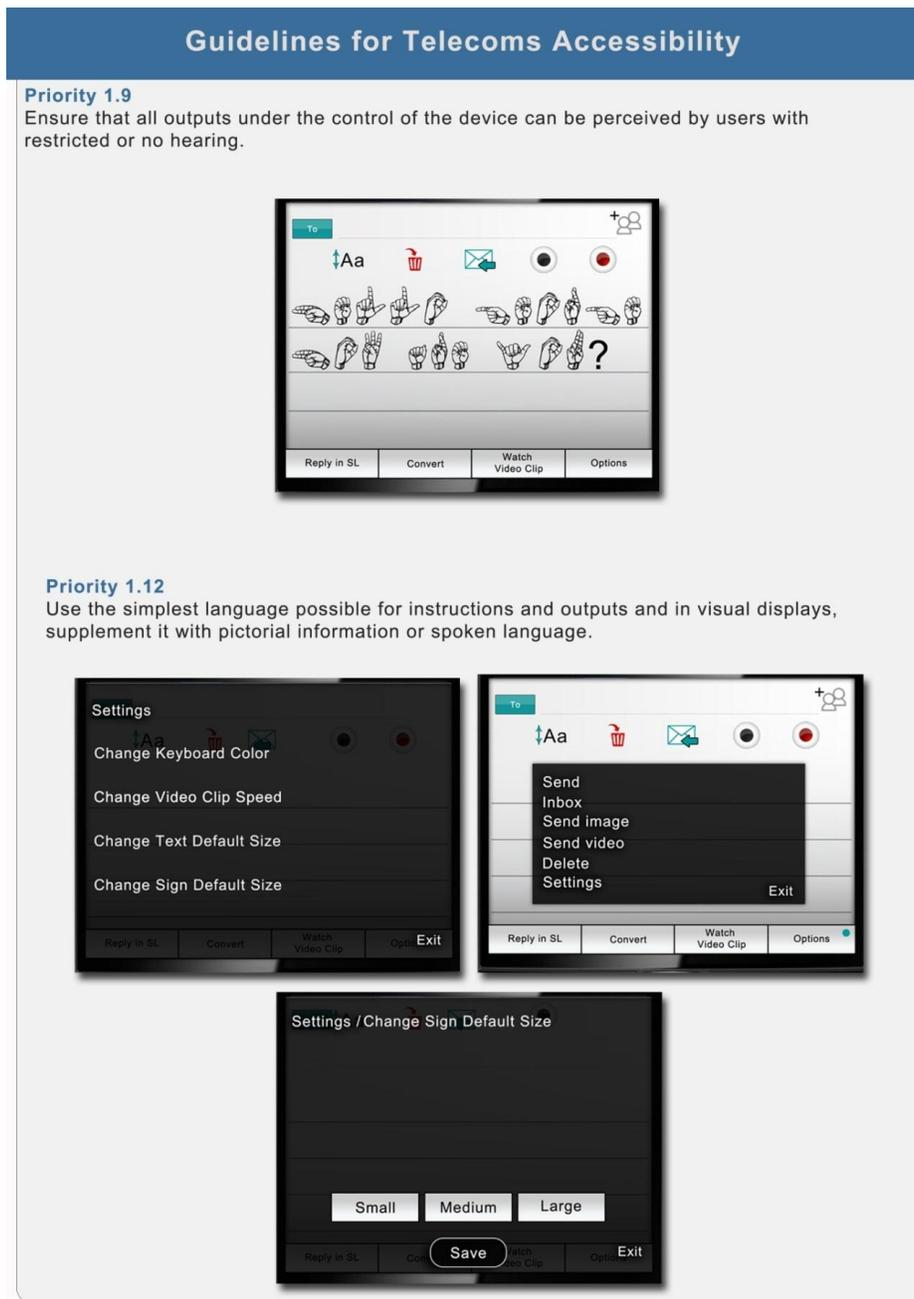 Guidelines for Telecoms Accessibility
Priority 1.9
Ensure that all outputs under the control of the device can be perceived by users with
restricted or no hearing.
To
Aa
?
Reply in SL
Convert
Watch
Video Clip
Options
Priority 1.12
Use the simplest language possible for instructions and outputs and in visual displays,
supplement it with pictorial information or spoken language.
Settings
Aa
Change Keyboard Color
Change Video Clip Speed
Change Text Default Size
Change Sign Default Size
Reply in SL
Convert
Watch
Video Clip
Exit
To
Aa
Send
Inbox
Send image
Send video
Delete
Settings
Exit
Reply in SL
Convert
Watch
Video Clip
Options
Settings / Change Sign Default Size
Small
Medium
Large
Save
Reply in SL
Exit